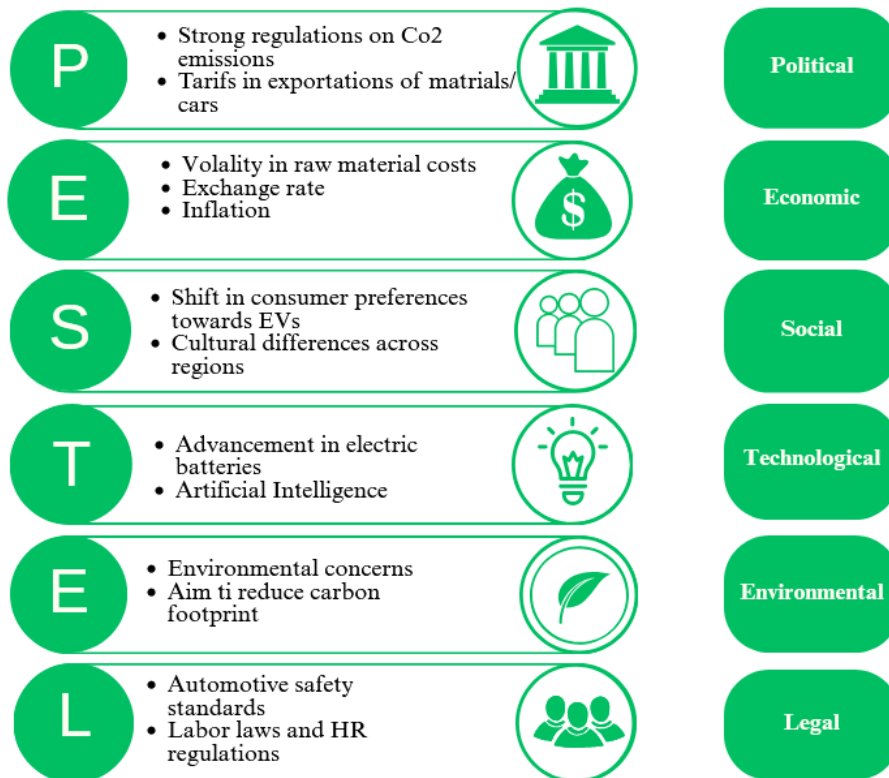 P
• Strong regulations on Co2
emissions
• Tarifs in exportations of matrials/
cars
Political
E
• Volality in raw material costs
• Exchange rate
• Inflation
$
Economic
S
• Shift in consumer preferences
towards EVs
• Cultural differences across
regions
Social
T
• Advancement in electric
batteries
• Artificial Intelligence
Technological
E
• Environmental concerns
• Aim ti reduce carbon
footprint
Environmental
L
• Automotive safety
standards
• Labor laws and HR
regulations
Legal